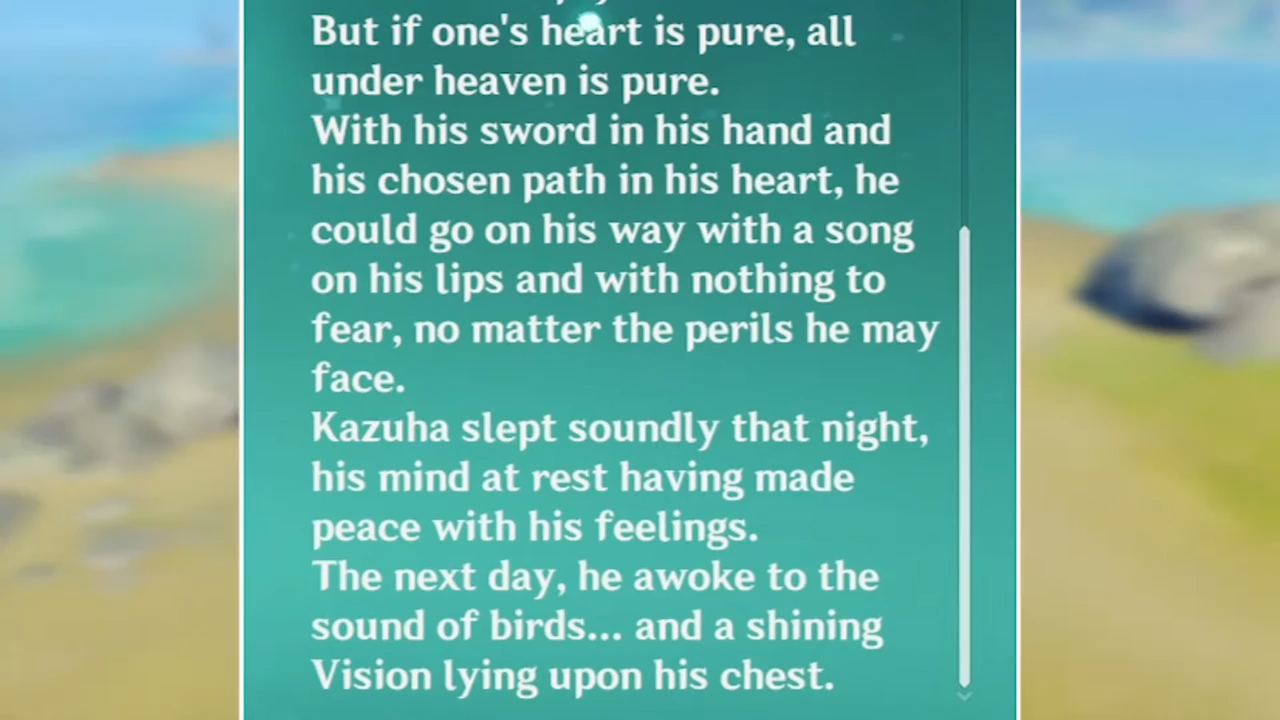 But if one's heart is pure, all
under heaven is pure.
With his sword in his hand and
his chosen path in his heart, he
could go on his way with a song
on his lips and with nothing to
fear, no matter the perils he may
face.
Kazuha slept soundly that night,
his mind at rest having made
peace with his feelings.
The next day, he awoke to the
sound of birds... and a shining
Vision lying upon his chest.